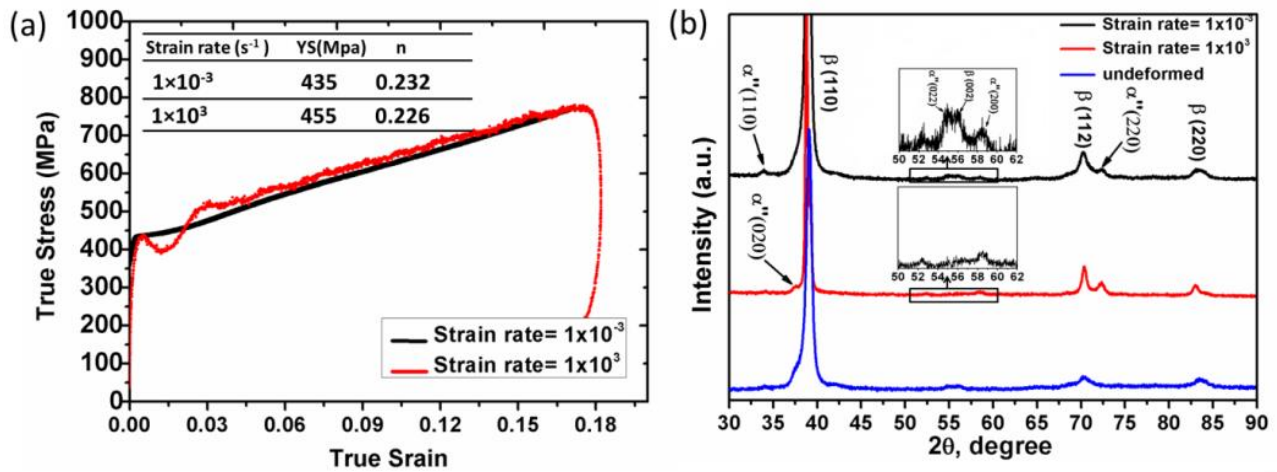 (a)
1000
900
800
700
600
500
400
300
200
100
0
True Stress (MPa)
Strain rate (s⁻¹) YS(Mpa) n
1×10⁻³ 435 0.232
1×10³ 455 0.226
Strain rate= 1x10⁻³
Strain rate= 1x10³
0.00 0.03 0.06 0.09 0.12 0.15 0.18
True Srain
(b)
Strain rate= 1x10⁻³
Strain rate= 1x10³
undeformed
Intensity (a.u.)
α"(110)
β (110)
α"(022)
β (002)
α"(200)
50 52 54 56 58 60 62
β (112)
α"(220)
β (220)
α"(020)
50 52 54 56 58 60 62
30 35 40 45 50 55 60 65 70 75 80 85 90
2θ, degree